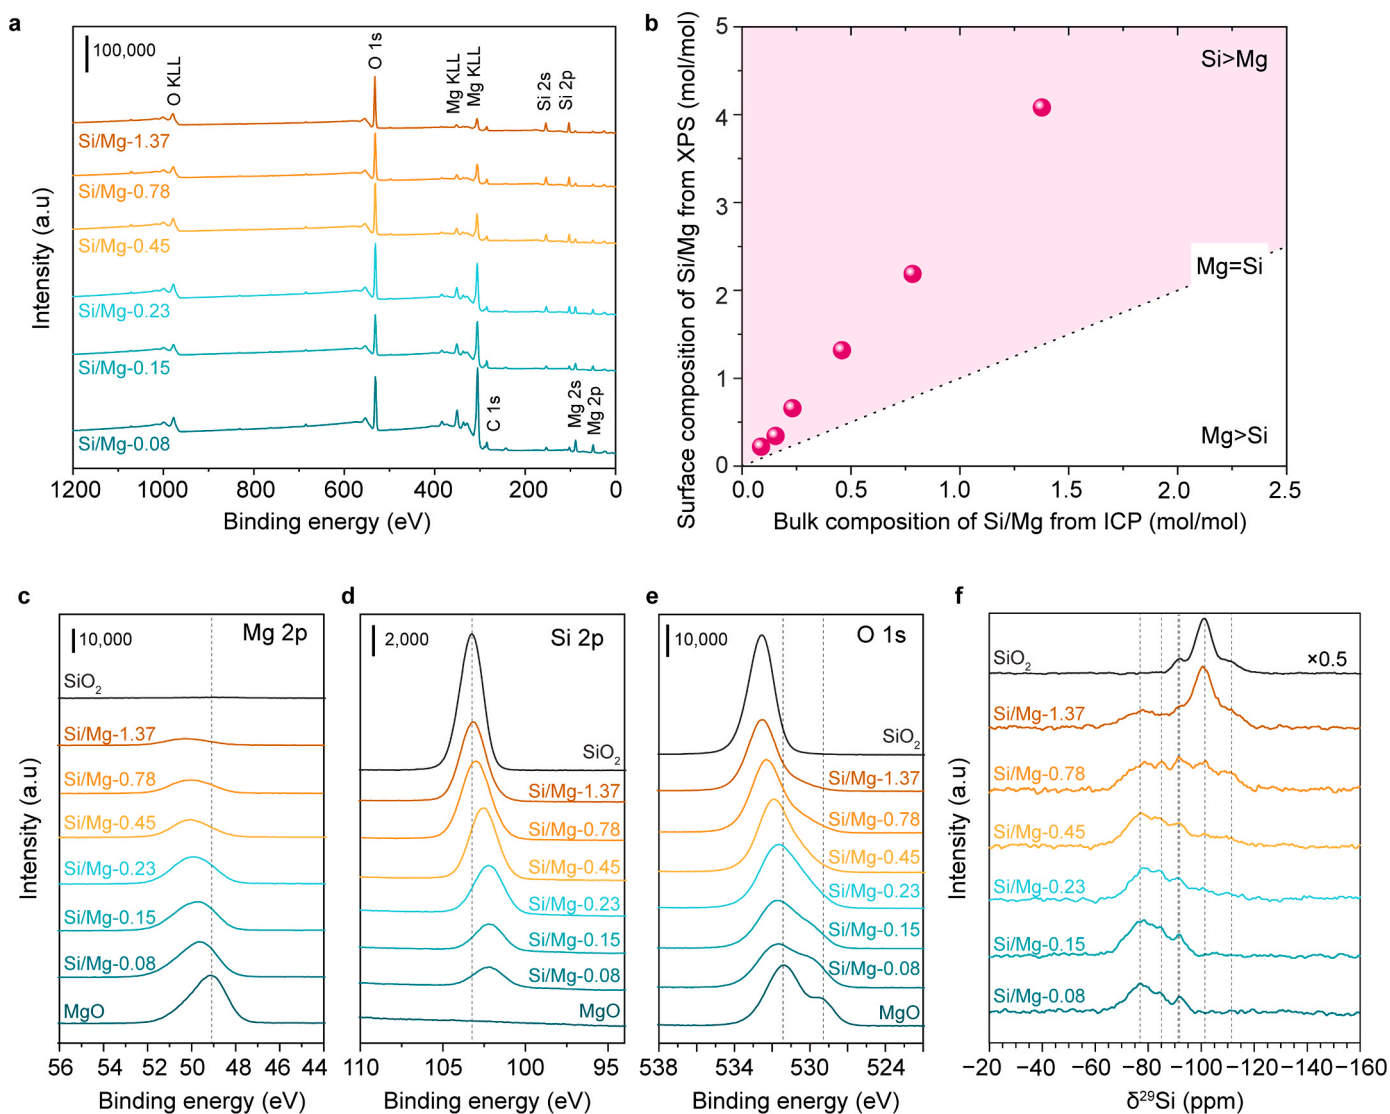 a
100,000
O KLL
O 1s
Mg KLL
Mg KLL
Si 2s
Si 2p
Si/Mg-1.37
Si/Mg-0.78
Si/Mg-0.45
Si/Mg-0.23
Si/Mg-0.15
Si/Mg-0.08
C 1s
Mg 2s
Mg 2p
Intensity (a.u)
1200 1000 800 600 400 200 0
Binding energy (eV)
b
Surface composition of Si/Mg from XPS (mol/mol)
5
4
3
2
1
0
Si>Mg
Mg=Si
Mg>Si
0.0 0.5 1.0 1.5 2.0 2.5
Bulk composition of Si/Mg from ICP (mol/mol)
c
10,000
Mg 2p
SiO2
Si/Mg-1.37
Si/Mg-0.78
Si/Mg-0.45
Si/Mg-0.23
Si/Mg-0.15
Si/Mg-0.08
MgO
Intensity (a.u)
56 54 52 50 48 46 44
Binding energy (eV)
d
2,000
Si 2p
SiO2
Si/Mg-1.37
Si/Mg-0.78
Si/Mg-0.45
Si/Mg-0.23
Si/Mg-0.15
Si/Mg-0.08
MgO
110 105 100 95
Binding energy (eV)
e
10,000
O 1s
SiO2
Si/Mg-1.37
Si/Mg-0.78
Si/Mg-0.45
Si/Mg-0.23
Si/Mg-0.15
Si/Mg-0.08
MgO
538 534 530 526
Binding energy (eV)
f
SiO2
×0.5
Si/Mg-1.37
Si/Mg-0.78
Si/Mg-0.45
Si/Mg-0.23
Si/Mg-0.15
Si/Mg-0.08
Intensity (a.u)
−20 −40 −60 −80 −100 −120 −140 −160
δ²⁹Si (ppm)